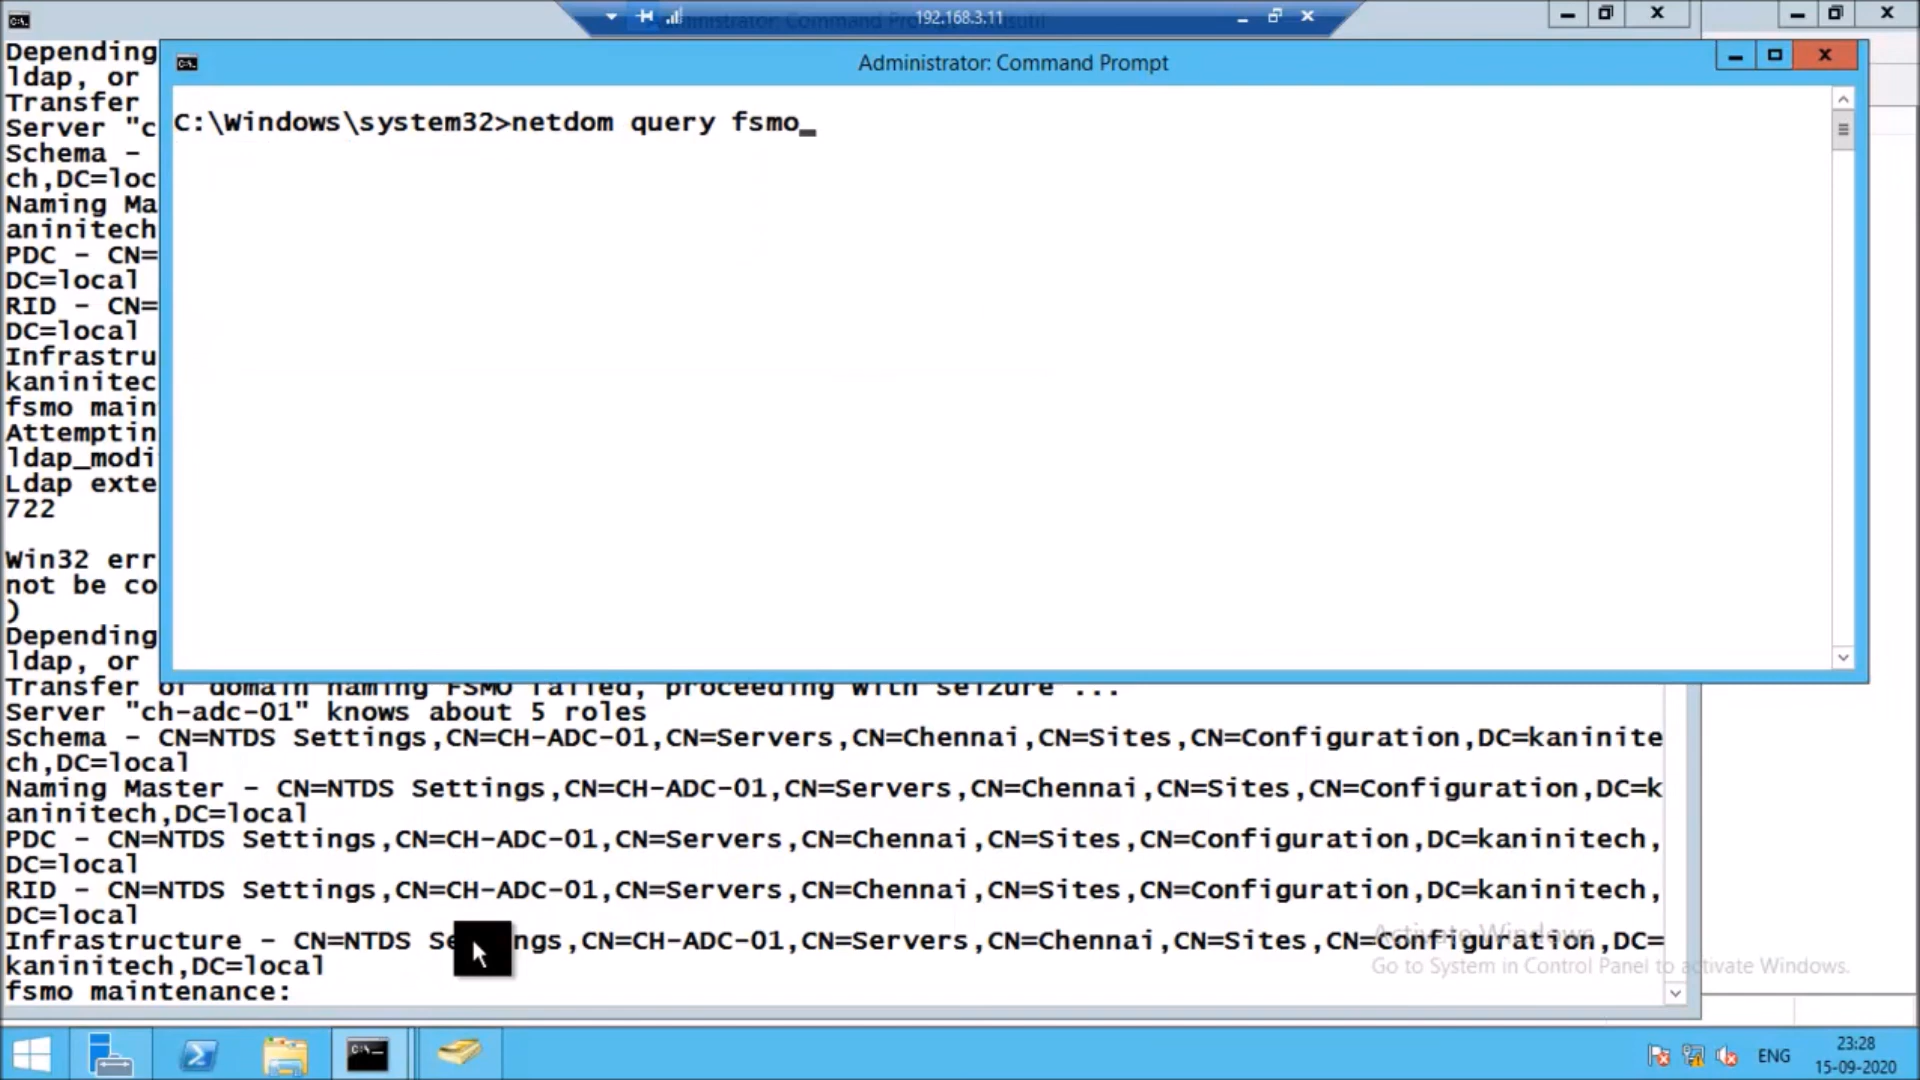 192.168.3.11
Administrator: Command Prompt
C:\Windows\system32>netdom query fsmo_
Depending
ldap, or
Transfer
Server "c
Schema -
ch,DC=loc
Naming Ma
aninitech
PDC - CN=
DC=local
RID - CN=
DC=local
Infrastru
kaninitec
fsmo main
Attemptin
ldap_modi
Ldap exte
722
Win32 err
not be co
)
Depending
ldap, or
Transfer of domain naming FSMO failed, proceeding with seizure ...
Server "ch-adc-01" knows about 5 roles
Schema - CN=NTDS Settings,CN=CH-ADC-01,CN=Servers,CN=Chennai,CN=Sites,CN=Configuration,DC=kaninite
ch,DC=local
Naming Master - CN=NTDS Settings,CN=CH-ADC-01,CN=Servers,CN=Chennai,CN=Sites,CN=Configuration,DC=k
aninitech,DC=local
PDC - CN=NTDS Settings,CN=CH-ADC-01,CN=Servers,CN=Chennai,CN=Sites,CN=Configuration,DC=kaninitech,
DC=local
RID - CN=NTDS Settings,CN=CH-ADC-01,CN=Servers,CN=Chennai,CN=Sites,CN=Configuration,DC=kaninitech,
DC=local
Infrastructure - CN=NTDS Se ngs,CN=CH-ADC-01,CN=Servers,CN=Chennai,CN=Sites,CN=Configuration,DC=
kaninitech,DC=local
fsmo maintenance:
Activate Windows
Go to System in Control Panel to activate Windows.
ENG
23:28
15-09-2020